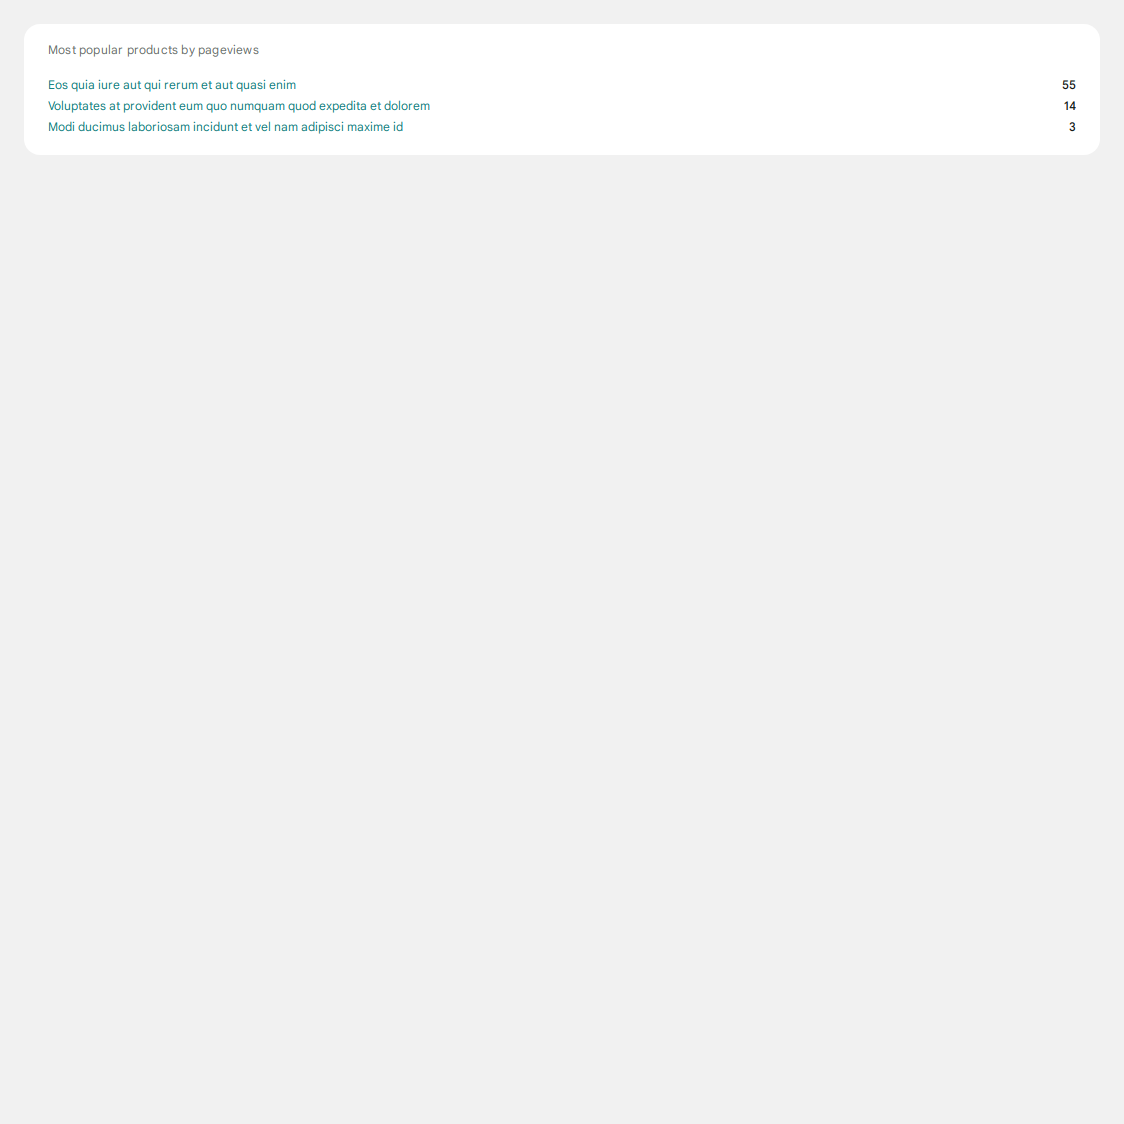 Most popular products by pageviews
Eos quia iure aut qui rerum et aut quasi enim 55
Voluptates at provident eum quo numquam quod expedita et dolorem 14
Modi ducimus laboriosam incidunt et vel nam adipisci maxime id 3